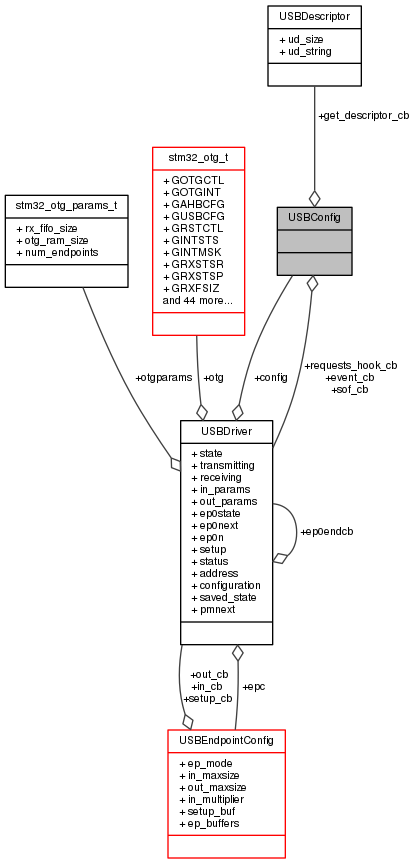 USBDescriptor
+ ud_size
+ ud_string
+get_descriptor_cb
stm32_otg_t
+ GOTGCTL
+ GOTGINT
+ GAHBCFG
+ GUSBCFG
+ GRSTCTL
+ GINTSTS
+ GINTMSK
+ GRXSTSR
+ GRXSTSP
+ GRXFSIZ
and 44 more...
stm32_otg_params_t
+ rx_fifo_size
+ otg_ram_size
+ num_endpoints
USBConfig
+otgparams
+otg
+config
+requests_hook_cb
+event_cb
+sof_cb
USBDriver
+ state
+ transmitting
+ receiving
+ in_params
+ out_params
+ ep0state
+ ep0next
+ ep0n
+ setup
+ status
+ address
+ configuration
+ saved_state
+ pmnext
+ep0endcb
+out_cb
+in_cb
+setup_cb
+epc
USBEndpointConfig
+ ep_mode
+ in_maxsize
+ out_maxsize
+ in_multiplier
+ setup_buf
+ ep_buffers